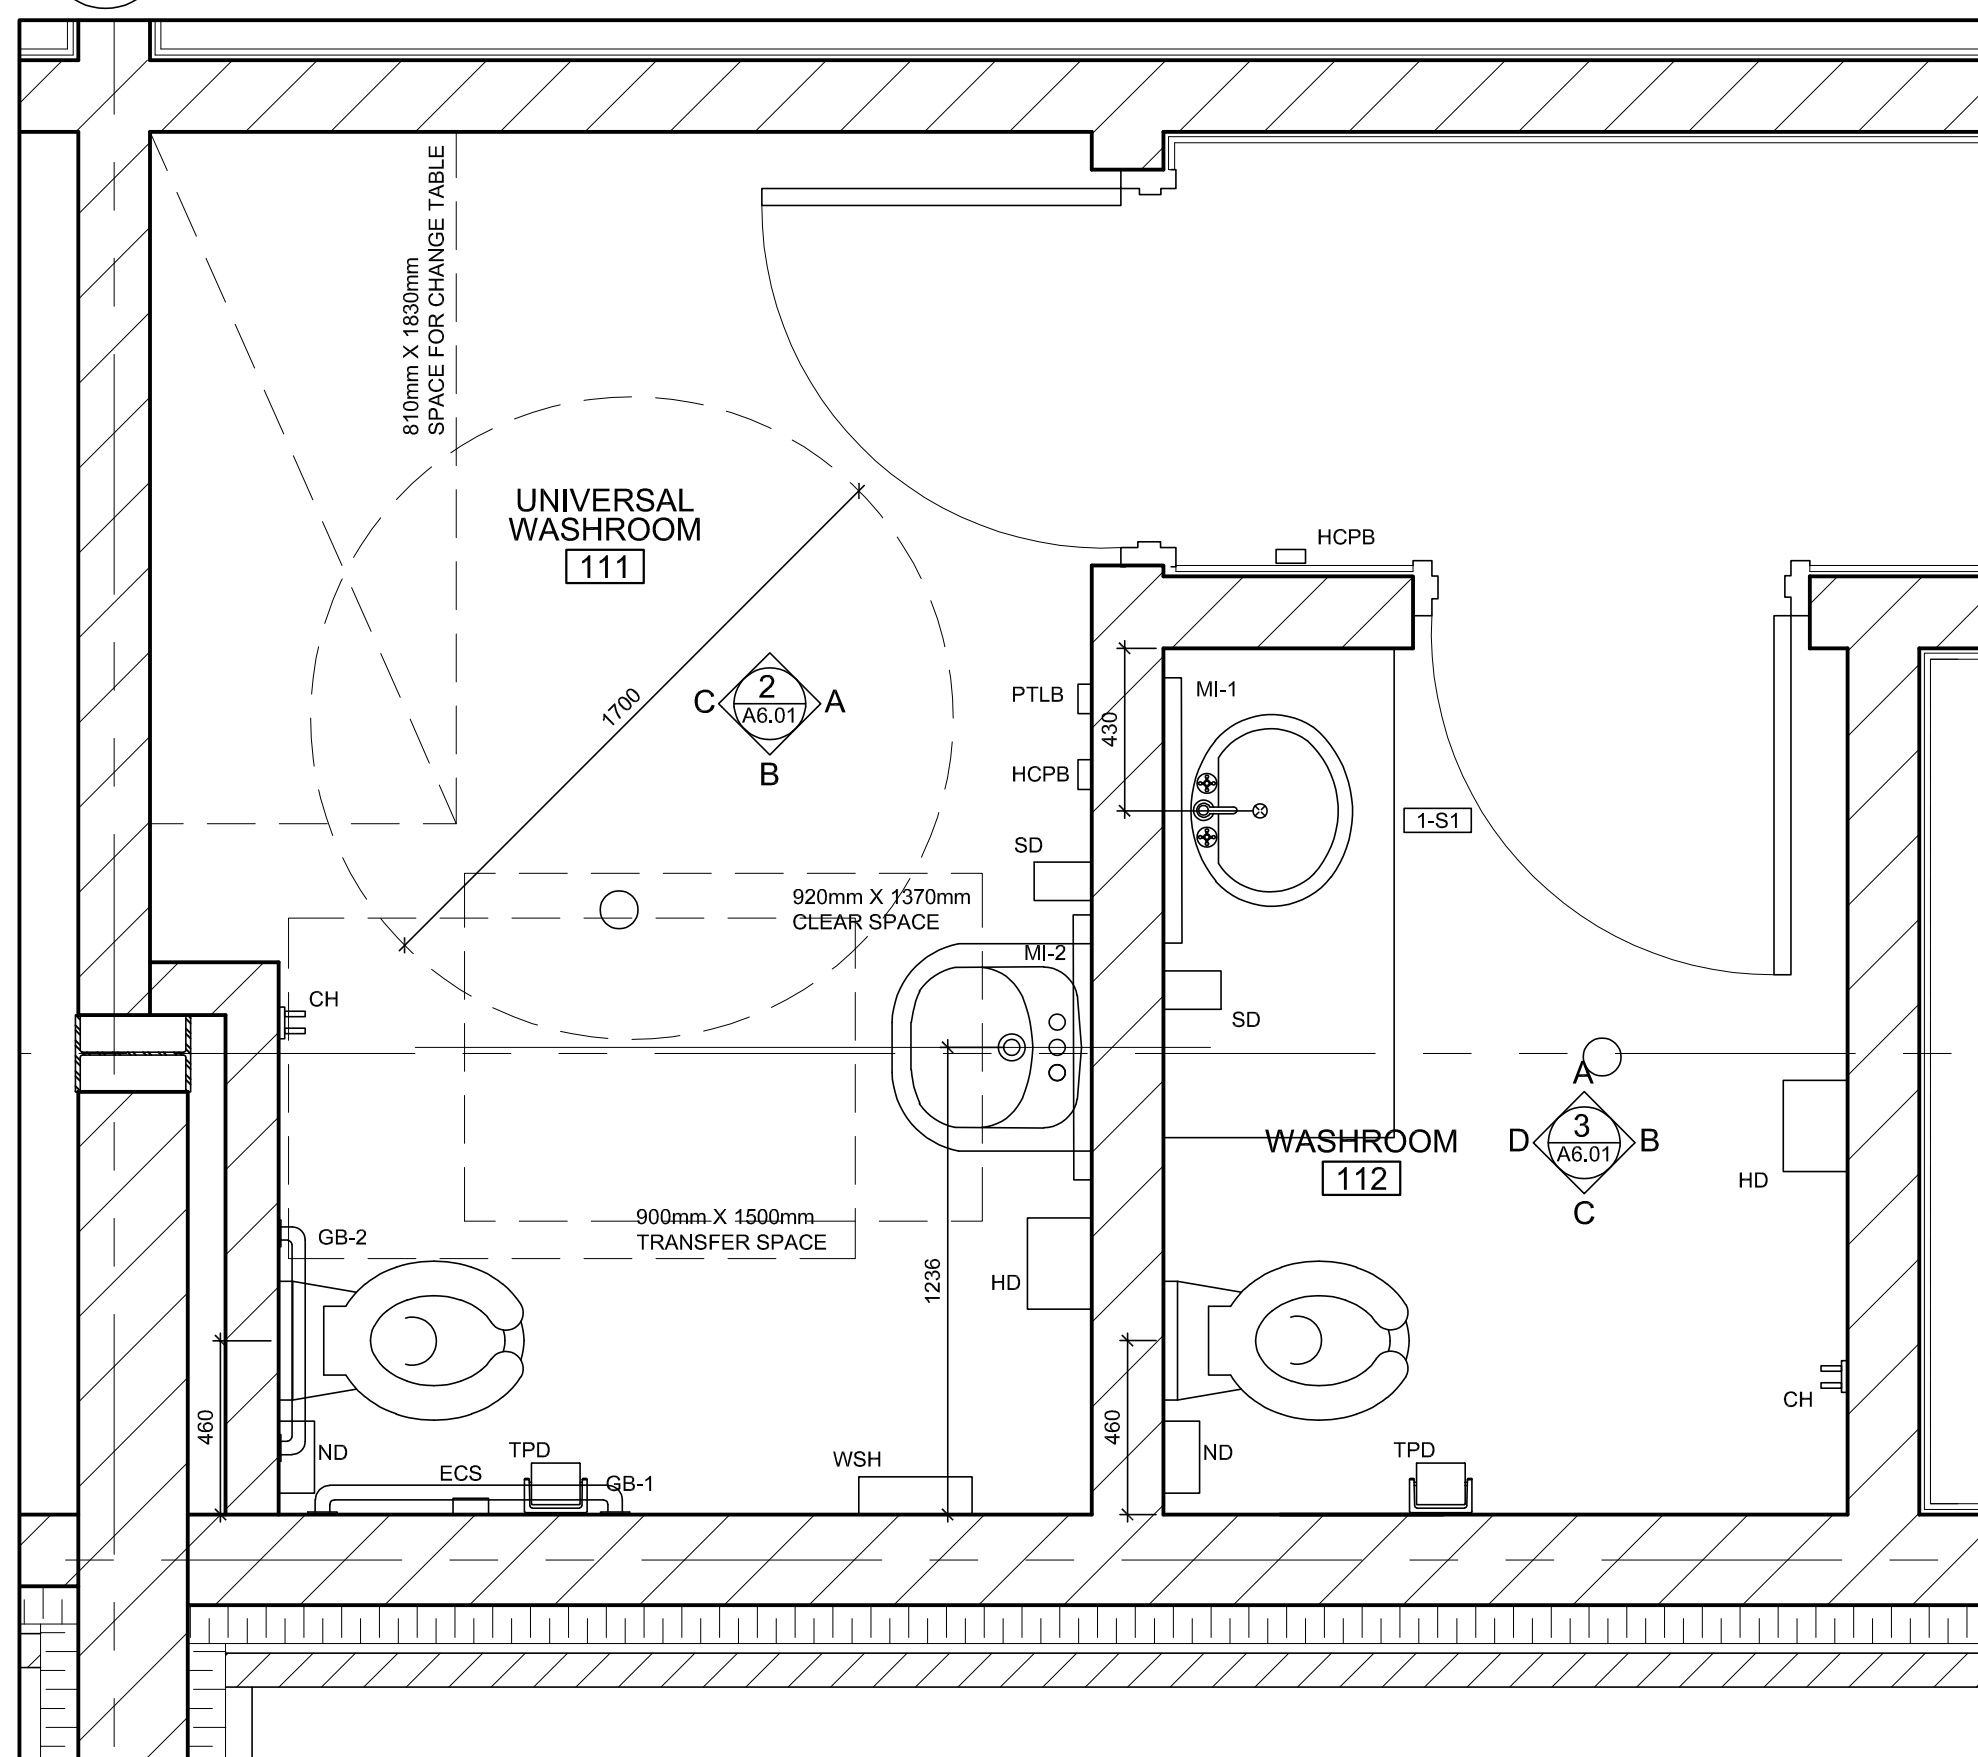 810mm X 1830mm
SPACE FOR CHANGE TABLE
UNIVERSAL
WASHROOM
111
1700
C
2
A6.01
A
B
HCPB
PTLB
HCPB
SD
430
MI-1
1-S1
920mm X 1370mm
CLEAR SPACE
MI-2
CH
SD
A
D
3
A6.01
B
C
WASHROOM
112
HD
900mm X 1500mm
TRANSFER SPACE
GB-2
1236
HD
CH
460
ND
ECS
TPD
GB-1
WSH
460
ND
TPD